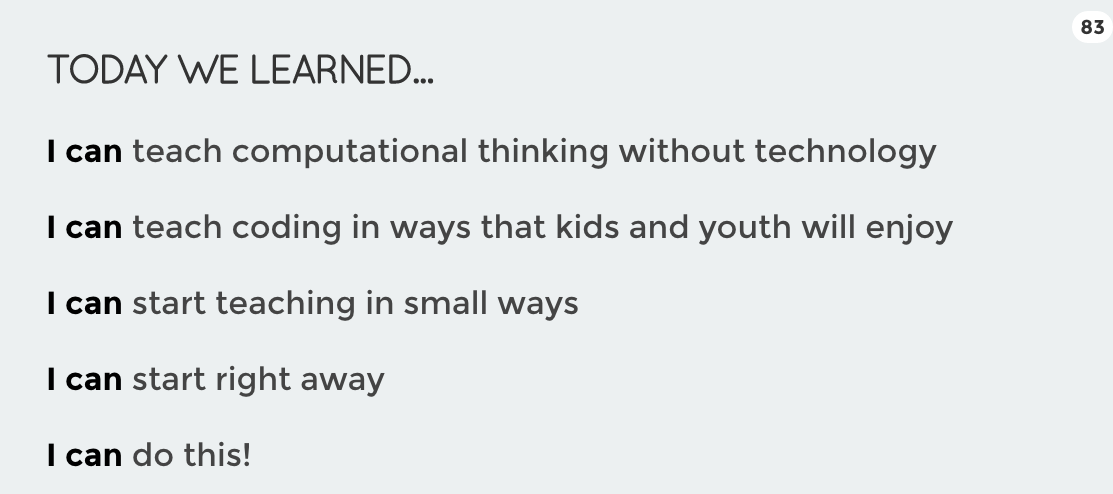 83
TODAY WE LEARNED...
I can teach computational thinking without technology
I can teach coding in ways that kids and youth will enjoy
I can start teaching in small ways
I can start right away
I can do this!